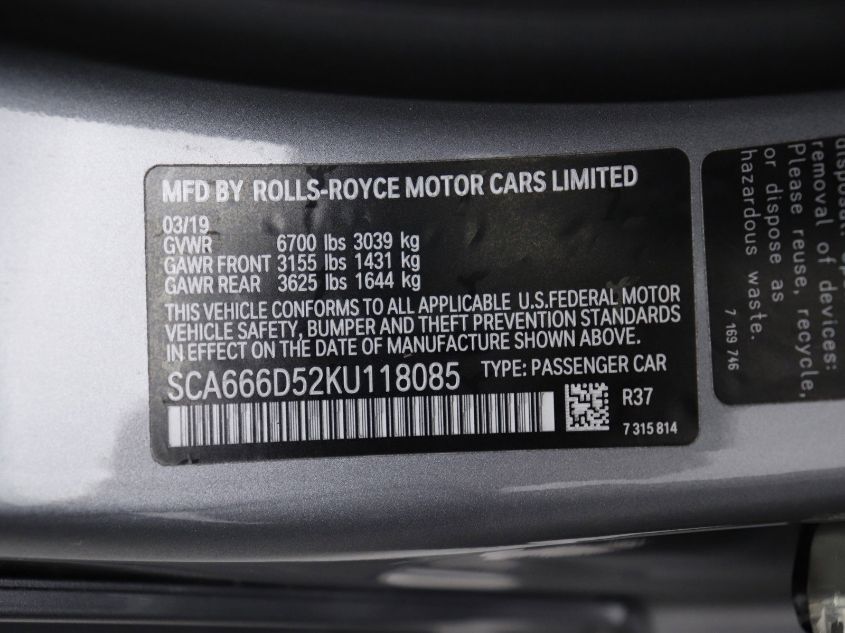 MFD BY ROLLS-ROYCE MOTOR CARS LIMITED
03/19
GVWR 6700 lbs 3039 kg
GAWR FRONT 3155 lbs 1431 kg
GAWR REAR 3625 lbs 1644 kg
THIS VEHICLE CONFORMS TO ALL APPLICABLE U.S.FEDERAL MOTOR
VEHICLE SAFETY, BUMPER AND THEFT PREVENTION STANDARDS
IN EFFECT ON THE DATE OF MANUFACTURE SHOWN ABOVE.
SCA666D52KU118085 TYPE: PASSENGER CAR
R37
7 315 814
removal of devices:
Please reuse, recycle,
or dispose as
hazardous waste.
7 169 746